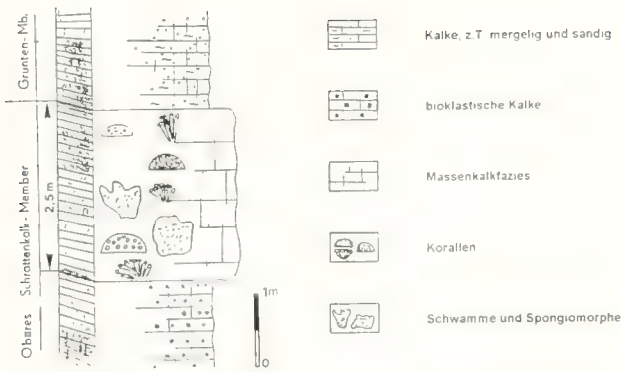 Grunten-Mb.
Oberes Schrattenkalk-Member
2,5m
1m
0
Kalke, z.T mergelig und sandig
bioklastische Kalke
Massenkalkfazies
Korallen
Schwamme und Spongiomorphe